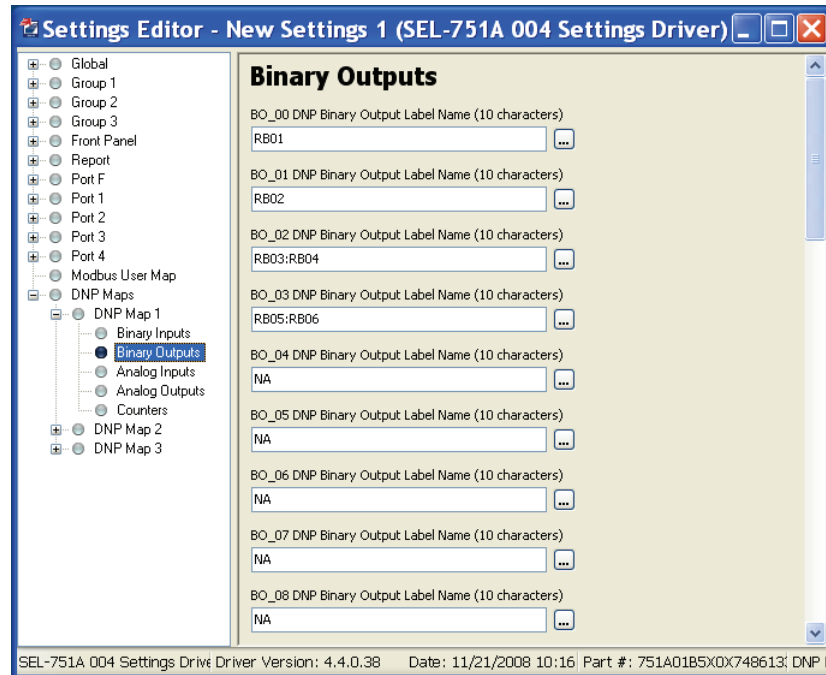 Settings Editor - New Settings 1 (SEL-751A 004 Settings Driver)
Global
Group 1
Group 2
Group 3
Front Panel
Report
Port F
Port 1
Port 2
Port 3
Port 4
Modbus User Map
DNP Maps
DNP Map 1
Binary Inputs
Binary Outputs
Analog Inputs
Analog Outputs
Counters
DNP Map 2
DNP Map 3
Binary Outputs
BO_00 DNP Binary Output Label Name (10 characters)
RB01
...
BO_01 DNP Binary Output Label Name (10 characters)
RB02
...
BO_02 DNP Binary Output Label Name (10 characters)
RB03:RB04
...
BO_03 DNP Binary Output Label Name (10 characters)
RB05:RB06
...
BO_04 DNP Binary Output Label Name (10 characters)
NA
...
BO_05 DNP Binary Output Label Name (10 characters)
NA
...
BO_06 DNP Binary Output Label Name (10 characters)
NA
...
BO_07 DNP Binary Output Label Name (10 characters)
NA
...
BO_08 DNP Binary Output Label Name (10 characters)
NA
...
SEL-751A 004 Settings Drive Driver Version: 4.4.0.38 Date: 11/21/2008 10:16 Part #: 751A01B5X0X748613 DNP